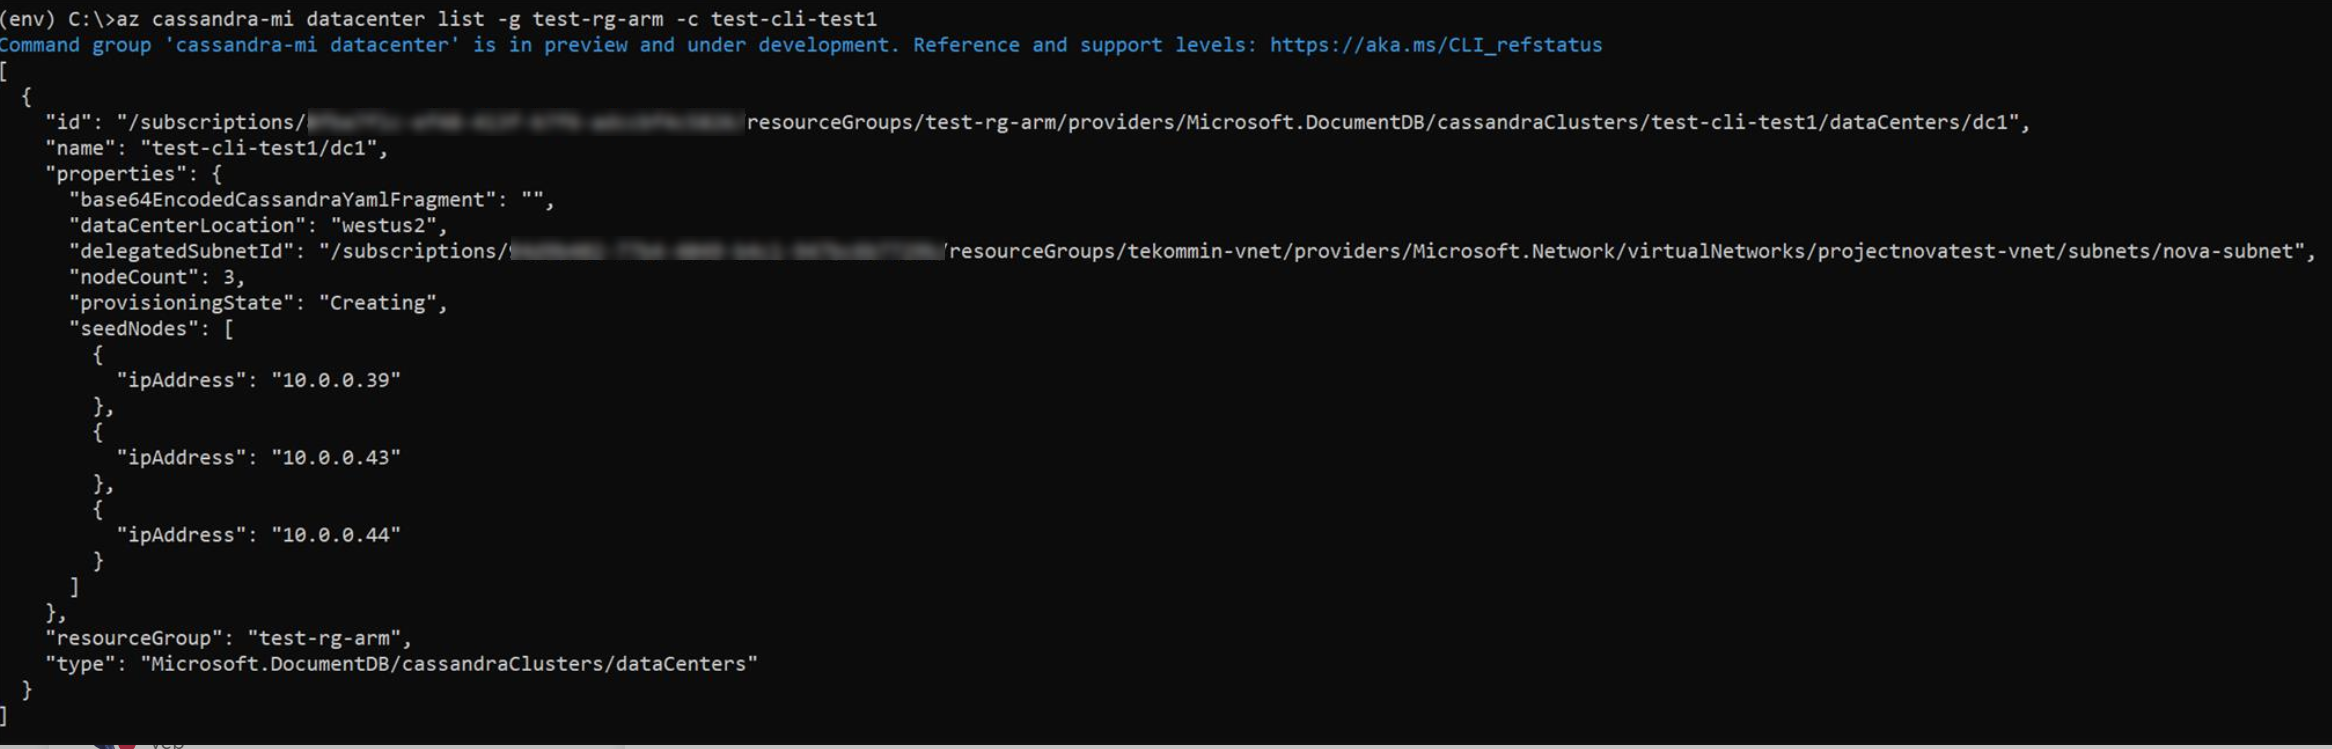 (env) C:\>az cassandra-mi datacenter list -g test-rg-arm -c test-cli-test1
Command group 'cassandra-mi datacenter' is in preview and under development. Reference and support levels: https://aka.ms/CLI_refstatus
[
  {
    "id": "/subscriptions/ resourceGroups/test-rg-arm/providers/Microsoft.DocumentDB/cassandraClusters/test-cli-test1/dataCenters/dc1",
    "name": "test-cli-test1/dc1",
    "properties": {
      "base64EncodedCassandraYamlFragment": "",
      "dataCenterLocation": "westus2",
      "delegatedSubnetId": "/subscriptions/ /resourceGroups/tekommin-vnet/providers/Microsoft.Network/virtualNetworks/projectnovatest-vnet/subnets/nova-subnet",
      "nodeCount": 3,
      "provisioningState": "Creating",
      "seedNodes": [
        {
          "ipAddress": "10.0.0.39"
        },
        {
          "ipAddress": "10.0.0.43"
        },
        {
          "ipAddress": "10.0.0.44"
        }
      ]
    },
    "resourceGroup": "test-rg-arm",
    "type": "Microsoft.DocumentDB/cassandraClusters/dataCenters"
  }
]